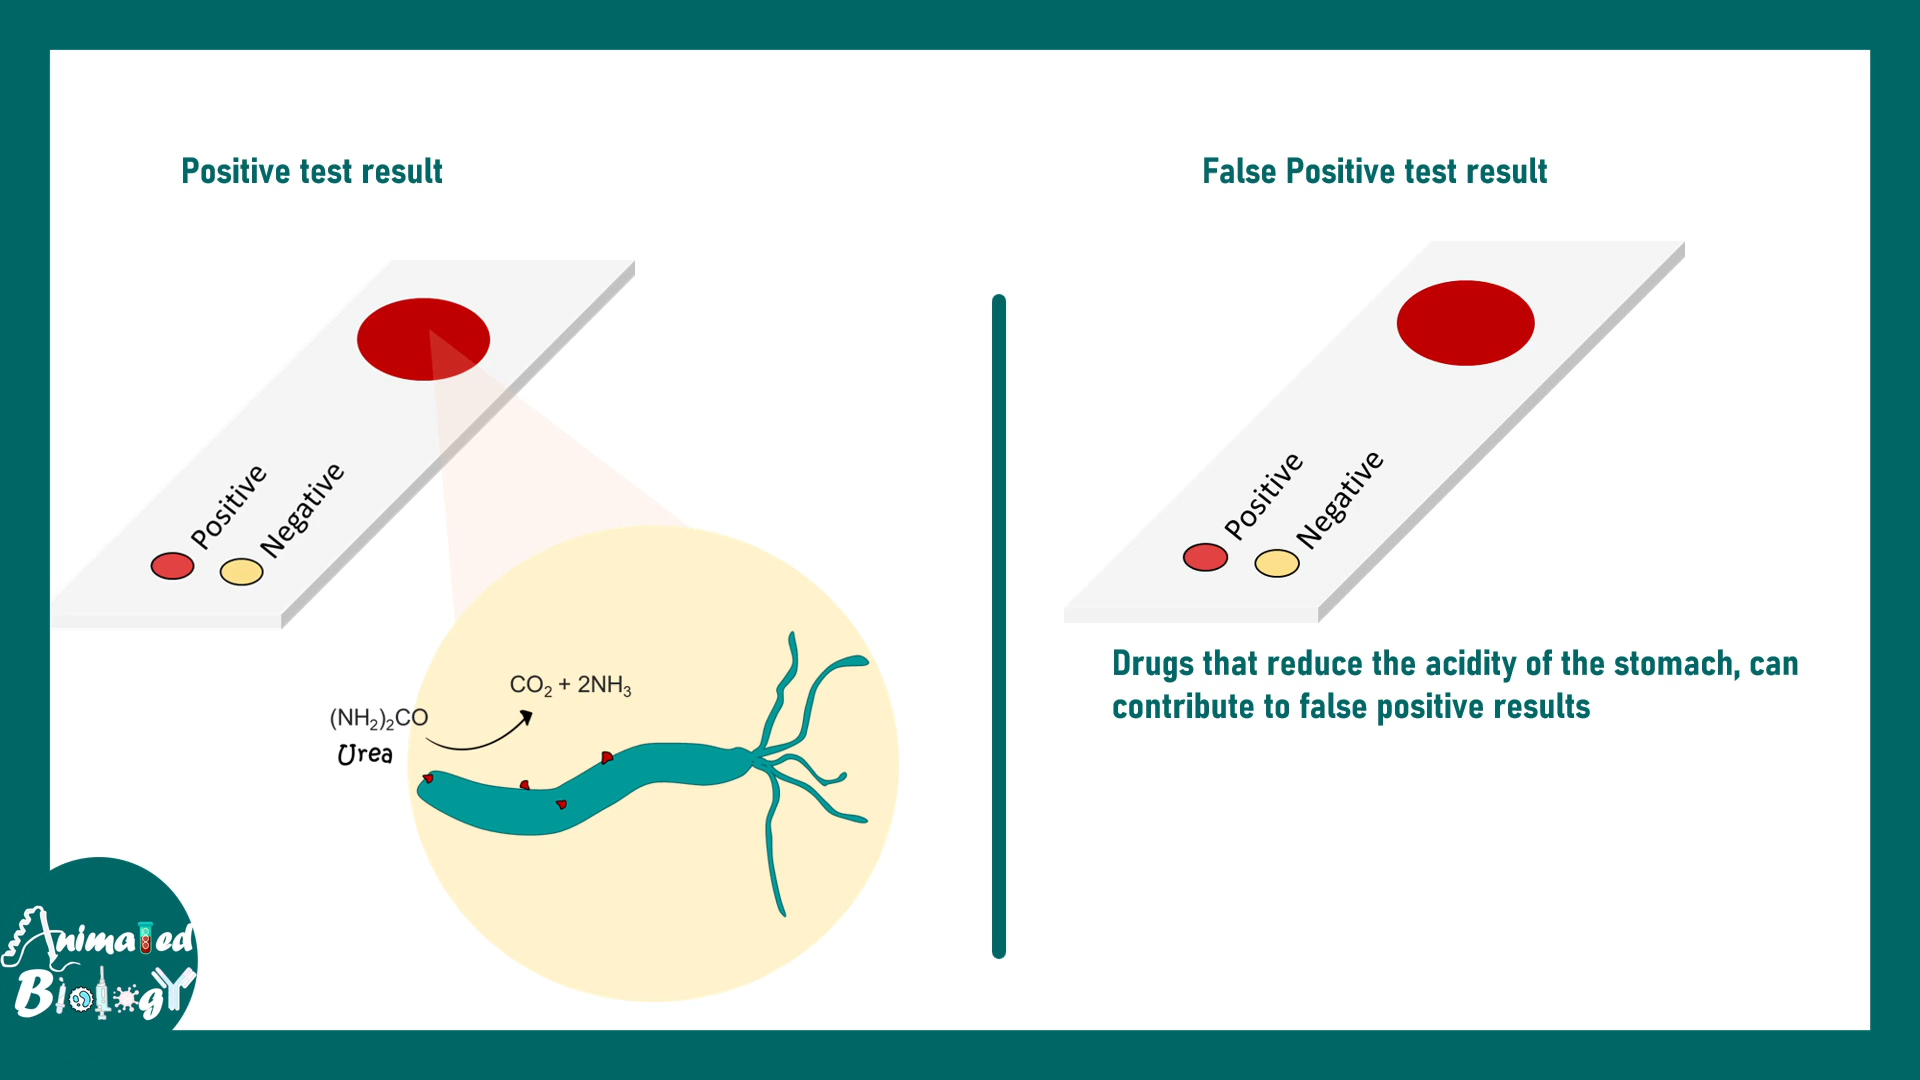 Positive test result
False Positive test result
Positive
Negative
Positive
Negative
CO₂ + 2NH₃
(NH₂)₂CO
Urea
Drugs that reduce the acidity of the stomach, can
contribute to false positive results
Animated
Biology